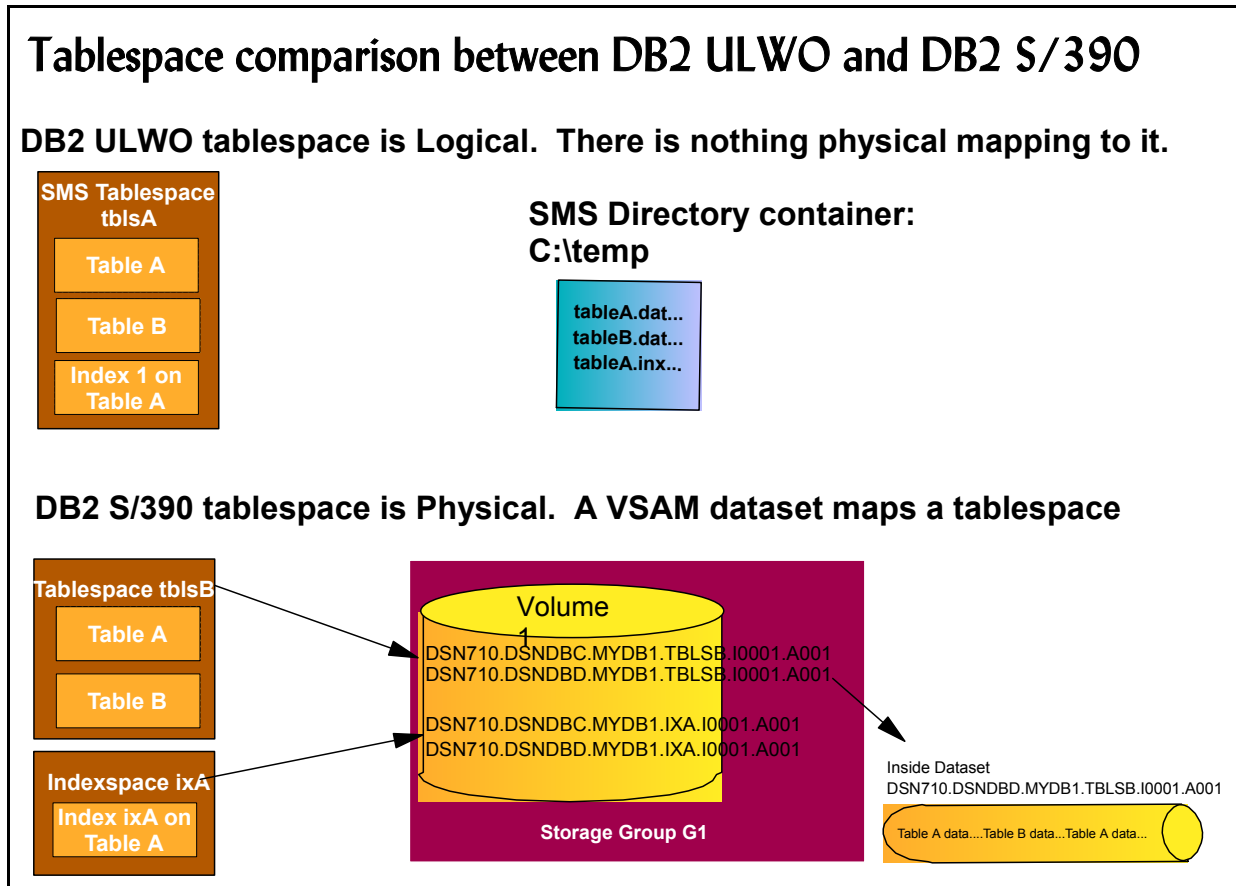 Tablespace comparison between DB2 ULWO and DB2 S/390
DB2 ULWO tablespace is Logical.  There is nothing physical mapping to it.
SMS Tablespace
tblsA
Table A
Table B
Index 1 on
Table A
SMS Directory container:
C:\temp
tableA.dat...
tableB.dat...
tableA.inx...
DB2 S/390 tablespace is Physical.  A VSAM dataset maps a tablespace
Tablespace tblsB
Table A
Table B
Indexspace ixA
Index ixA on
Table A
Volume
1
DSN710.DSNDBC.MYDB1.TBLSB.I0001.A001
DSN710.DSNDBD.MYDB1.TBLSB.I0001.A001
DSN710.DSNDBC.MYDB1.IXA.I0001.A001
DSN710.DSNDBD.MYDB1.IXA.I0001.A001
Storage Group G1
Inside Dataset
DSN710.DSNDBD.MYDB1.TBLSB.I0001.A001
Table A data....Table B data...Table A data...